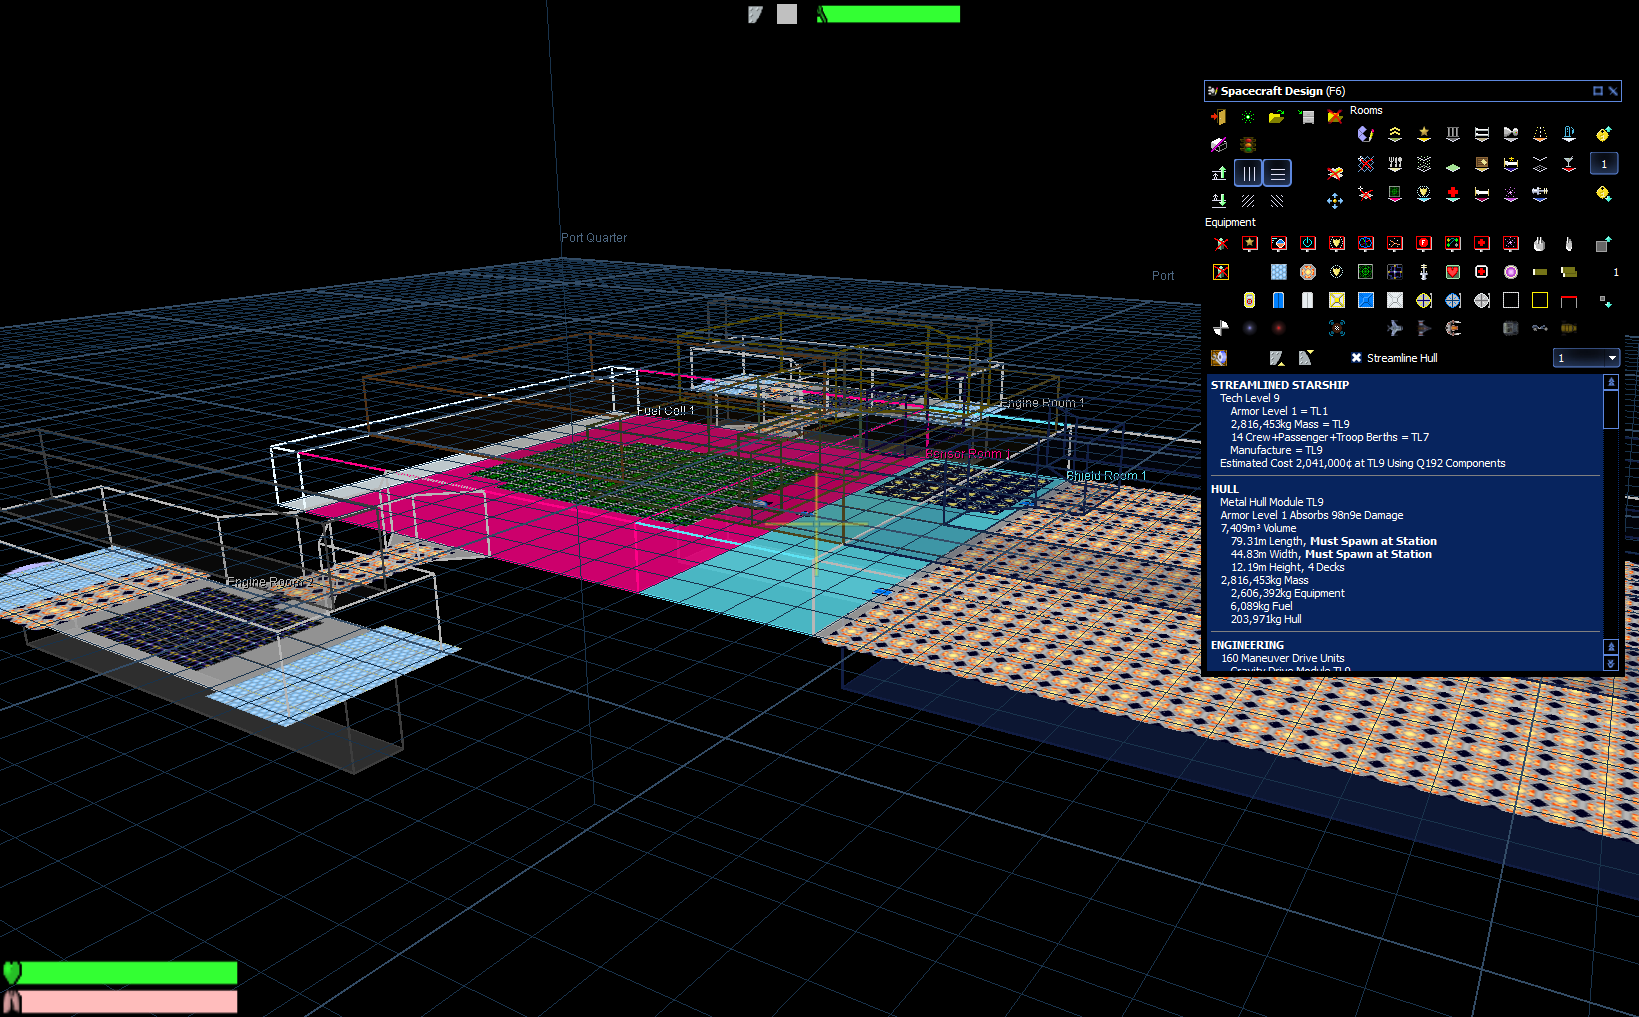 Spacecraft Design (F6)
Rooms
1
Equipment
1
Streamline Hull
1
STREAMLINED STARSHIP
Tech Level 9
Armor Level 1 = TL1
2,816,453kg Mass = TL9
14 Crew+Passenger+Troop Berths = TL7
Manufacture = TL9
Estimated Cost 2,041,000¢ at TL9 Using Q192 Components
HULL
Metal Hull Module TL9
Armor Level 1 Absorbs 98n9e Damage
7,409m³ Volume
79.31m Length, Must Spawn at Station
44.83m Width, Must Spawn at Station
12.19m Height, 4 Decks
2,816,453kg Mass
2,606,392kg Equipment
6,089kg Fuel
203,971kg Hull
ENGINEERING
160 Maneuver Drive Units
Gravity Drive Module TL9
Port Quarter
Port
Engine Room 1
Fuel Cell 1
Sensor Room 1
Shield Room 1
Engine Room 2